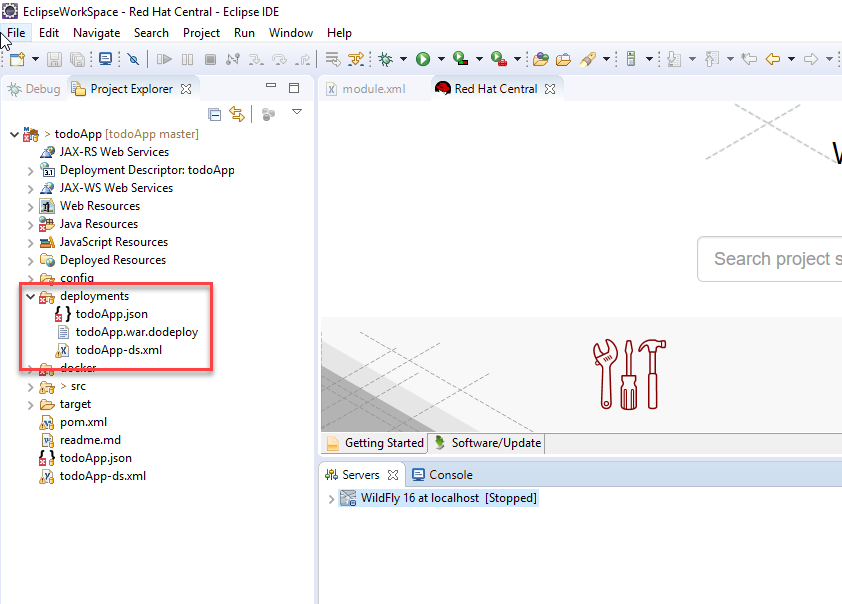 EclipseWorkSpace - Red Hat Central - Eclipse IDE
File Edit Navigate Search Project Run Window Help
Debug Project Explorer
module.xml Red Hat Central
> todoApp [todoApp master]
JAX-RS Web Services
3.1 Deployment Descriptor: todoApp
JAX-WS Web Services
Web Resources
Java Resources
JavaScript Resources
Deployed Resources
config
deployments
todoApp.json
todoApp.war.dodeploy
todoApp-ds.xml
docker
> src
target
pom.xml
readme.md
todoApp.json
todoApp-ds.xml
W
Search project s
Getting Started Software/Update
Servers Console
WildFly 16 at localhost [Stopped]